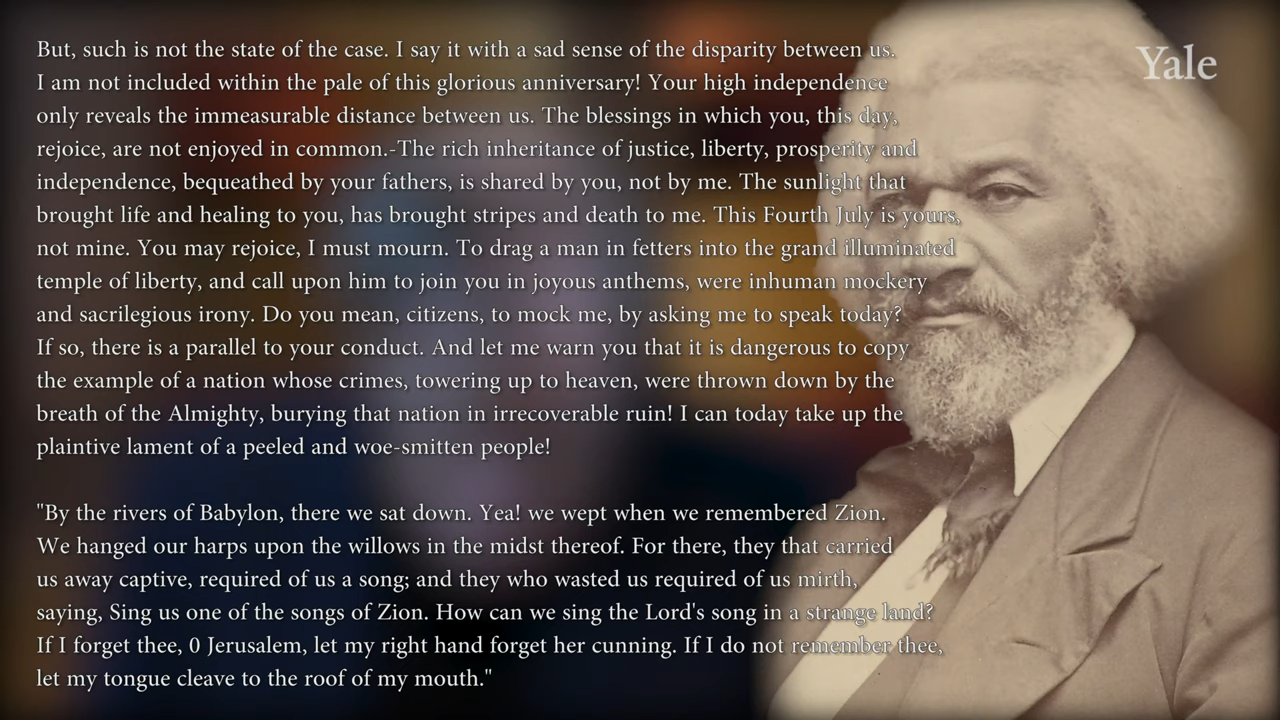 But, such is not the state of the case. I say it with a sad sense of the disparity between us.
I am not included within the pale of this glorious anniversary! Your high independence
only reveals the immeasurable distance between us. The blessings in which you, this day,
rejoice, are not enjoyed in common.-The rich inheritance of justice, liberty, prosperity and
independence, bequeathed by your fathers, is shared by you, not by me. The sunlight that
brought life and healing to you, has brought stripes and death to me. This Fourth July is yours,
not mine. You may rejoice, I must mourn. To drag a man in fetters into the grand illuminated
temple of liberty, and call upon him to join you in joyous anthems, were inhuman mockery
and sacrilegious irony. Do you mean, citizens, to mock me, by asking me to speak today?
If so, there is a parallel to your conduct. And let me warn you that it is dangerous to copy
the example of a nation whose crimes, towering up to heaven, were thrown down by the
breath of the Almighty, burying that nation in irrecoverable ruin! I can today take up the
plaintive lament of a peeled and woe-smitten people!
"By the rivers of Babylon, there we sat down. Yea! we wept when we remembered Zion.
We hanged our harps upon the willows in the midst thereof. For there, they that carried
us away captive, required of us a song; and they who wasted us required of us mirth,
saying, Sing us one of the songs of Zion. How can we sing the Lord's song in a strange land?
If I forget thee, 0 Jerusalem, let my right hand forget her cunning. If I do not remember thee,
let my tongue cleave to the roof of my mouth."
Yale